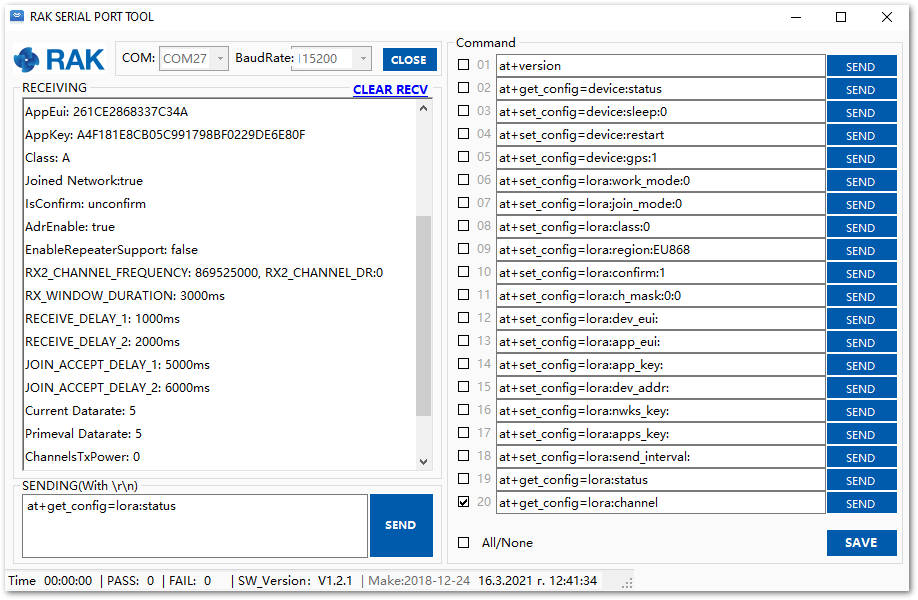 RAK SERIAL PORT TOOL
RAK
COM: COM27 BaudRate: 115200 CLOSE
RECEIVING CLEAR RECV
AppEui: 261CE2868337C34A
AppKey: A4F181E8CB05C991798BF0229DE6E80F
Class: A
Joined Network:true
IsConfirm: unconfirm
AdrEnable: true
EnableRepeaterSupport: false
RX2_CHANNEL_FREQUENCY: 869525000, RX2_CHANNEL_DR:0
RX_WINDOW_DURATION: 3000ms
RECEIVE_DELAY_1: 1000ms
RECEIVE_DELAY_2: 2000ms
JOIN_ACCEPT_DELAY_1: 5000ms
JOIN_ACCEPT_DELAY_2: 6000ms
Current Datarate: 5
Primeval Datarate: 5
ChannelsTxPower: 0
SENDING(With \r\n)
at+get_config=lora:status
SEND
Command
01 at+version SEND
02 at+get_config=device:status SEND
03 at+set_config=device:sleep:0 SEND
04 at+set_config=device:restart SEND
05 at+set_config=device:gps:1 SEND
06 at+set_config=lora:work_mode:0 SEND
07 at+set_config=lora:join_mode:0 SEND
08 at+set_config=lora:class:0 SEND
09 at+set_config=lora:region:EU868 SEND
10 at+set_config=lora:confirm:1 SEND
11 at+set_config=lora:ch_mask:0:0 SEND
12 at+set_config=lora:dev_eui: SEND
13 at+set_config=lora:app_eui: SEND
14 at+set_config=lora:app_key: SEND
15 at+set_config=lora:dev_addr: SEND
16 at+set_config=lora:nwks_key: SEND
17 at+set_config=lora:apps_key: SEND
18 at+set_config=lora:send_interval: SEND
19 at+get_config=lora:status SEND
20 at+get_config=lora:channel SEND
All/None SAVE
Time 00:00:00 | PASS: 0 | FAIL: 0 | SW_Version: V1.2.1 | Make:2018-12-24 16.3.2021 г. 12:41:34